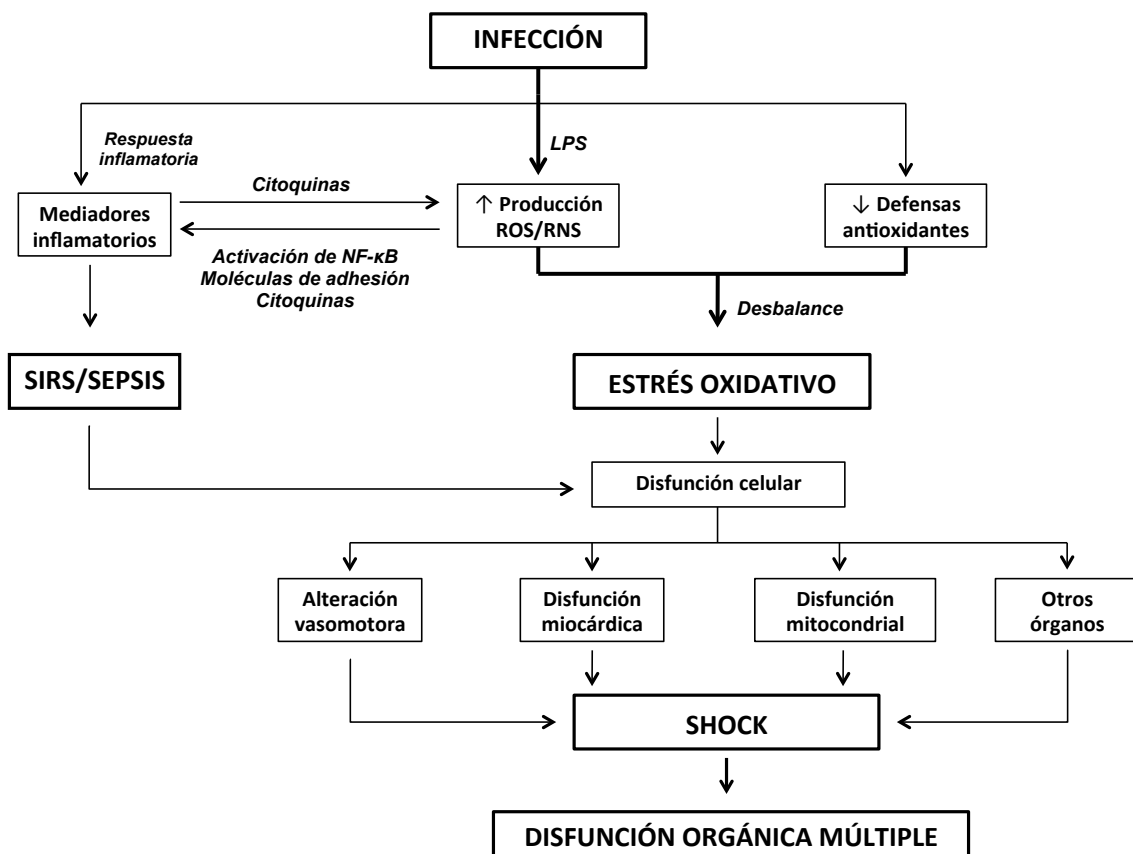 INFECCIÓN
Respuesta
inflamatoria
LPS
Citoquinas
Mediadores
inflamatorios
↑ Producción
ROS/RNS
↓ Defensas
antioxidantes
Activación de NF-κB
Moléculas de adhesión
Citoquinas
Desbalance
SIRS/SEPSIS
ESTRÉS OXIDATIVO
Disfunción celular
Alteración
vasomotora
Disfunción
miocárdica
Disfunción
mitocondrial
Otros
órganos
SHOCK
DISFUNCIÓN ORGÁNICA MÚLTIPLE